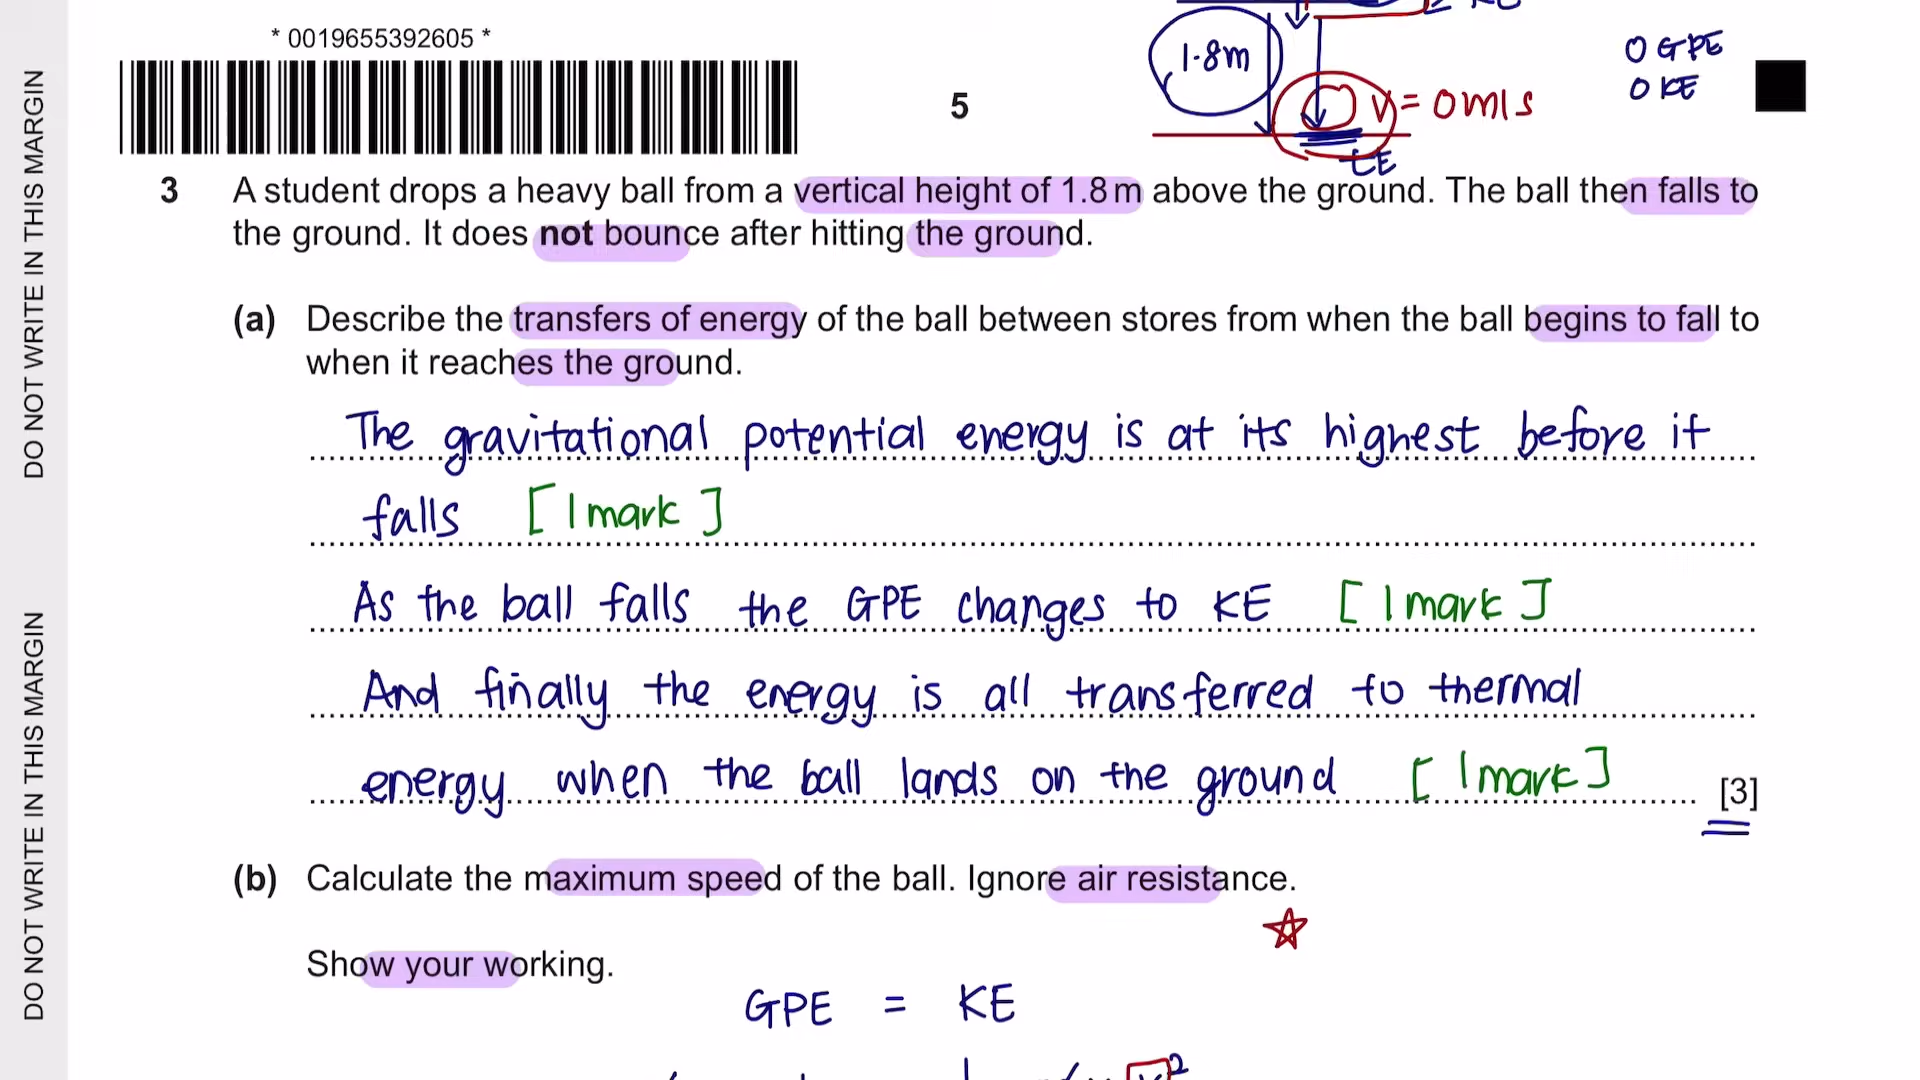 * 0019655392605 *
1.8m
0 GPE
0 KE
5
V = 0 m/s
3 A student drops a heavy ball from a vertical height of 1.8 m above the ground. The ball then falls to
the ground. It does not bounce after hitting the ground.
(a) Describe the transfers of energy of the ball between stores from when the ball begins to fall to
when it reaches the ground.
The gravitational potential energy is at its highest before it
falls [1 mark]
As the ball falls the GPE changes to KE [1 mark]
And finally the energy is all transferred to thermal
energy when the ball lands on the ground [1 mark]
[3]
(b) Calculate the maximum speed of the ball. Ignore air resistance.
Show your working.
GPE = KE
DO NOT WRITE IN THIS MARGIN
DO NOT WRITE IN THIS MARGIN